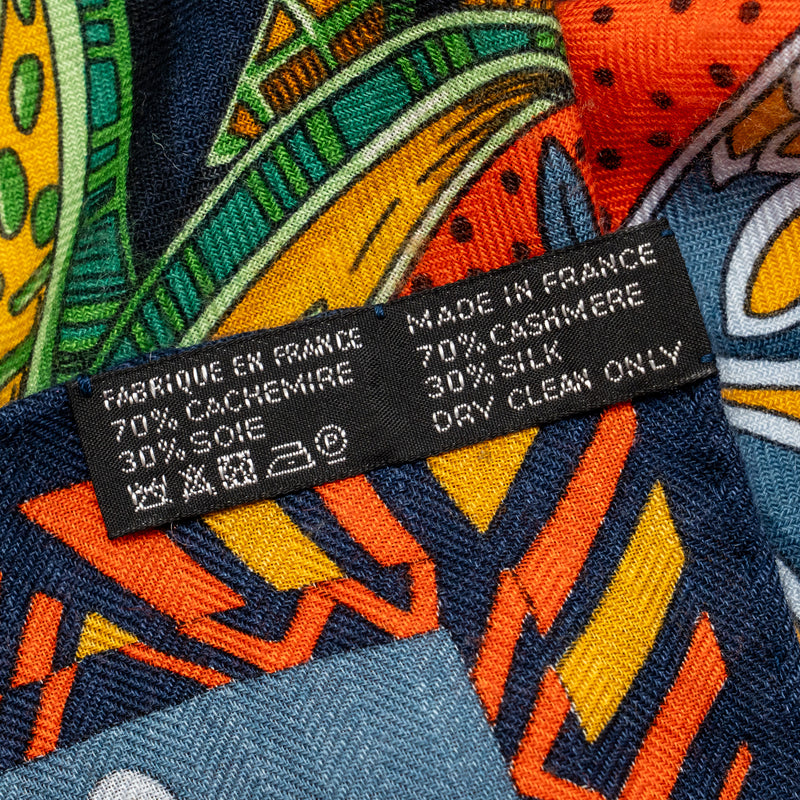 FABRIQUE EN FRANCE
70% CACHEMIRE
30% SOIE
P
MADE IN FRANCE
70% CASHMERE
30% SILK
DRY CLEAN ONLY